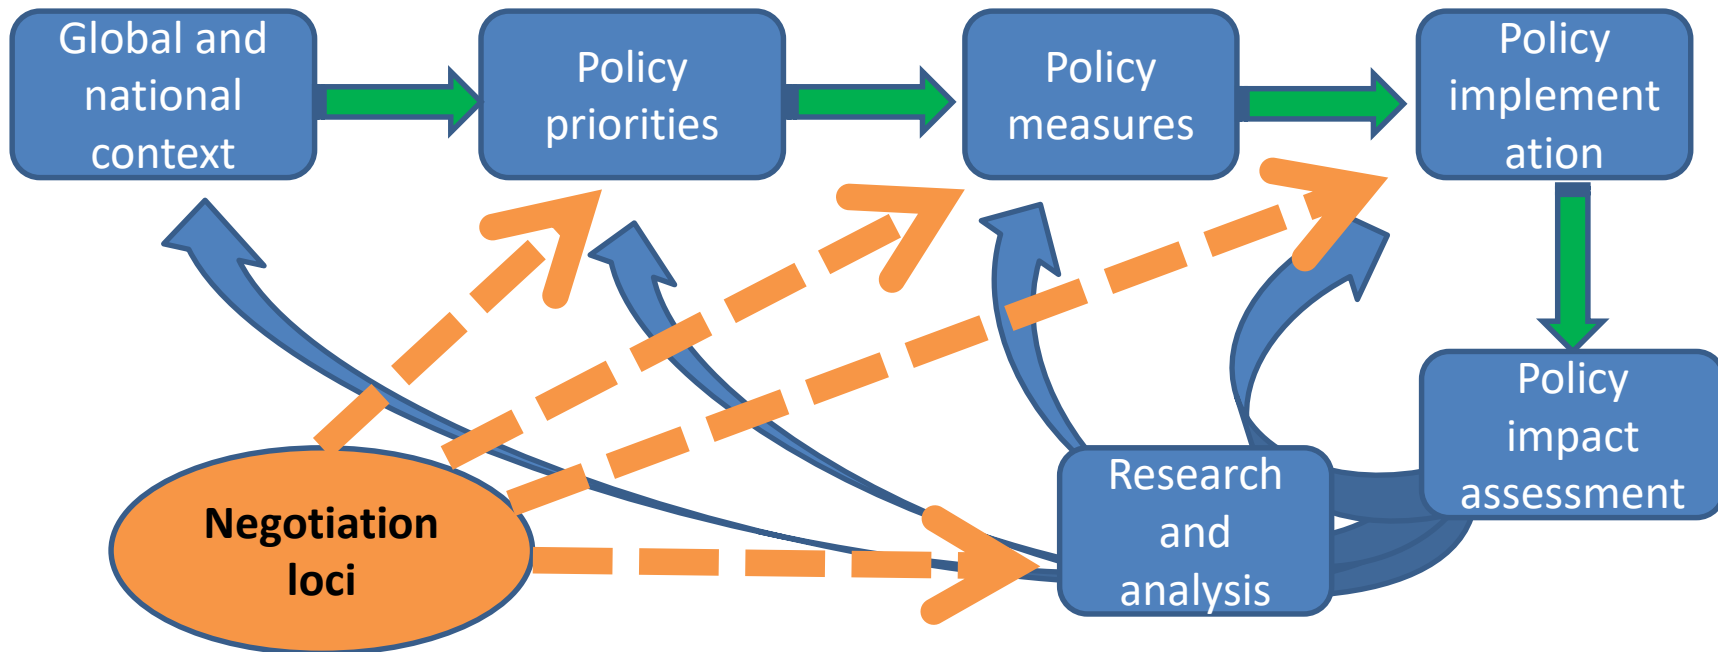 Global and
national
context
Policy
priorities
Policy
measures
Policy
implement
ation
Policy
impact
assessment
Research
and
analysis
Negotiation
loci